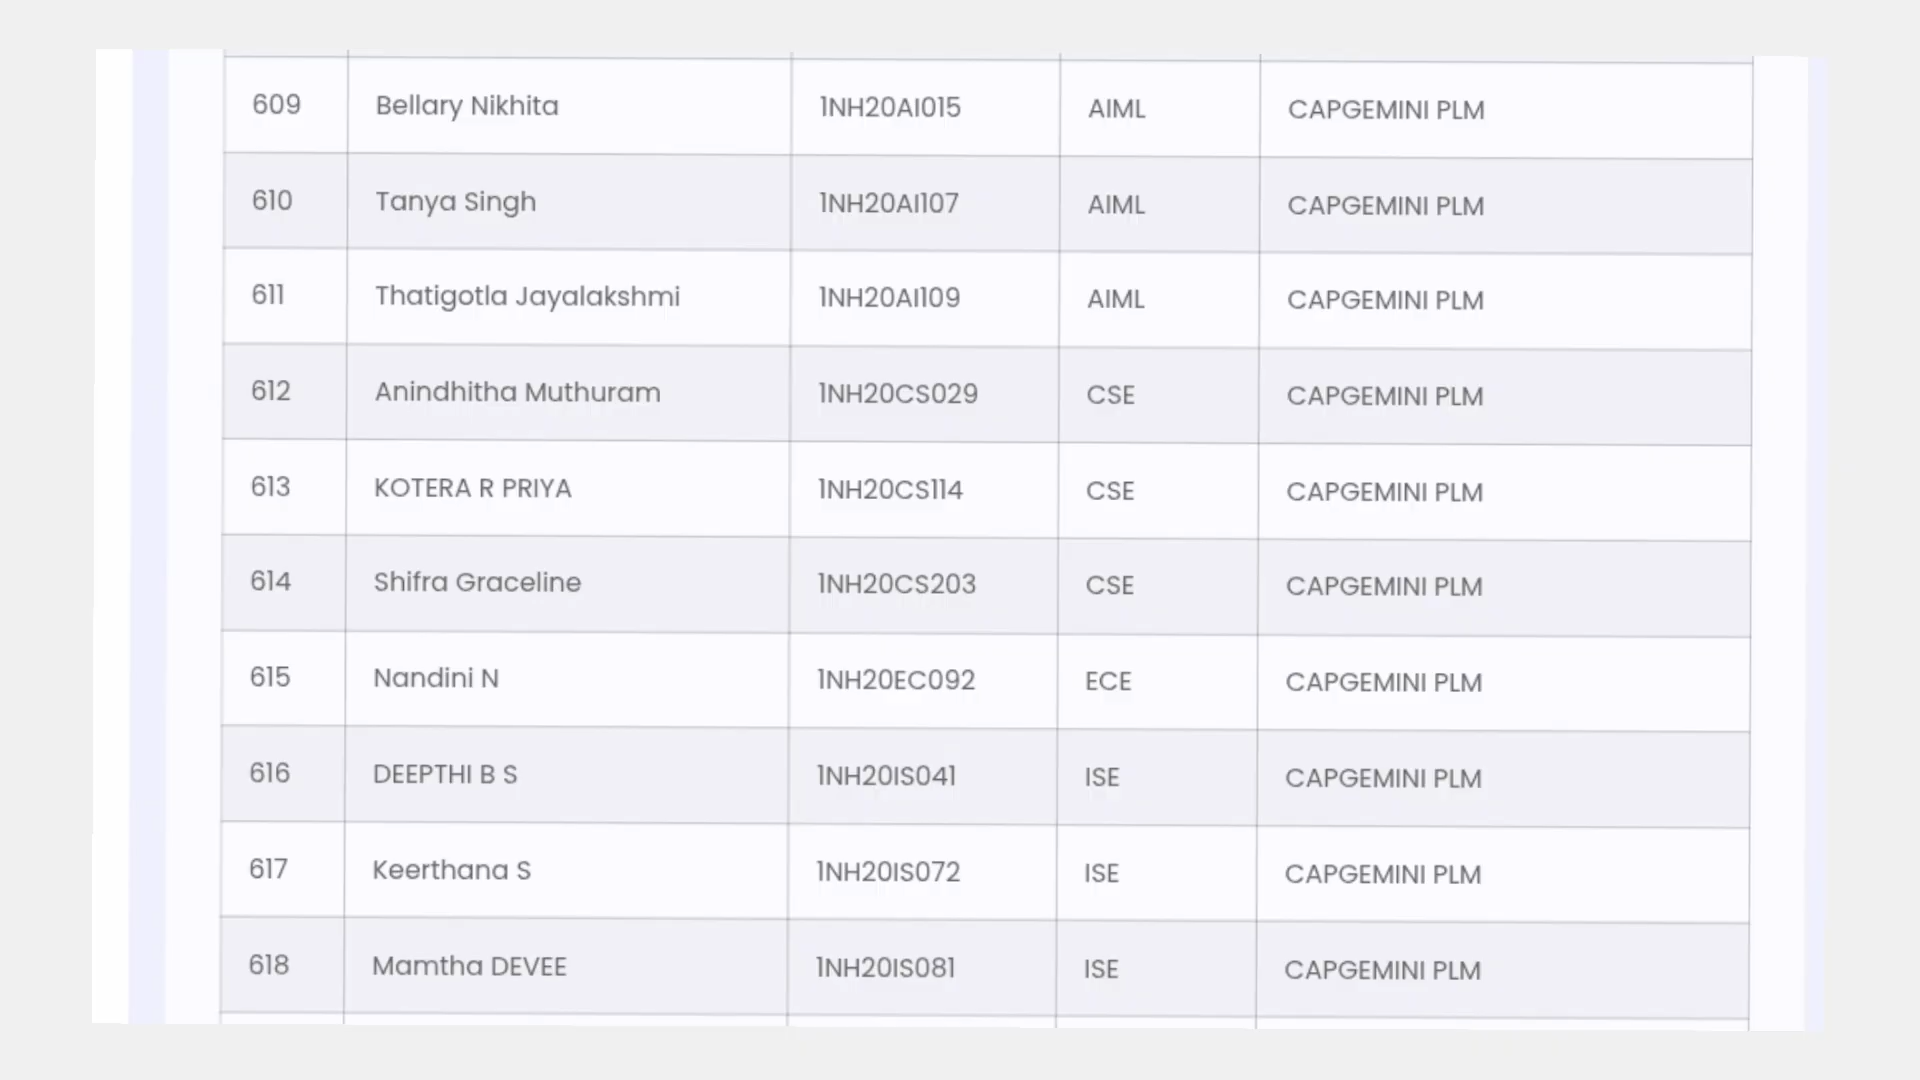 609 Bellary Nikhita 1NH20AI015 AIML CAPGEMINI PLM
610 Tanya Singh 1NH20AI107 AIML CAPGEMINI PLM
611 Thatigotla Jayalakshmi 1NH20AI109 AIML CAPGEMINI PLM
612 Anindhitha Muthuram 1NH20CS029 CSE CAPGEMINI PLM
613 KOTERA R PRIYA 1NH20CS114 CSE CAPGEMINI PLM
614 Shifra Graceline 1NH20CS203 CSE CAPGEMINI PLM
615 Nandini N 1NH20EC092 ECE CAPGEMINI PLM
616 DEEPTHI B S 1NH20IS041 ISE CAPGEMINI PLM
617 Keerthana S 1NH20IS072 ISE CAPGEMINI PLM
618 Mamtha DEVEE 1NH20IS081 ISE CAPGEMINI PLM